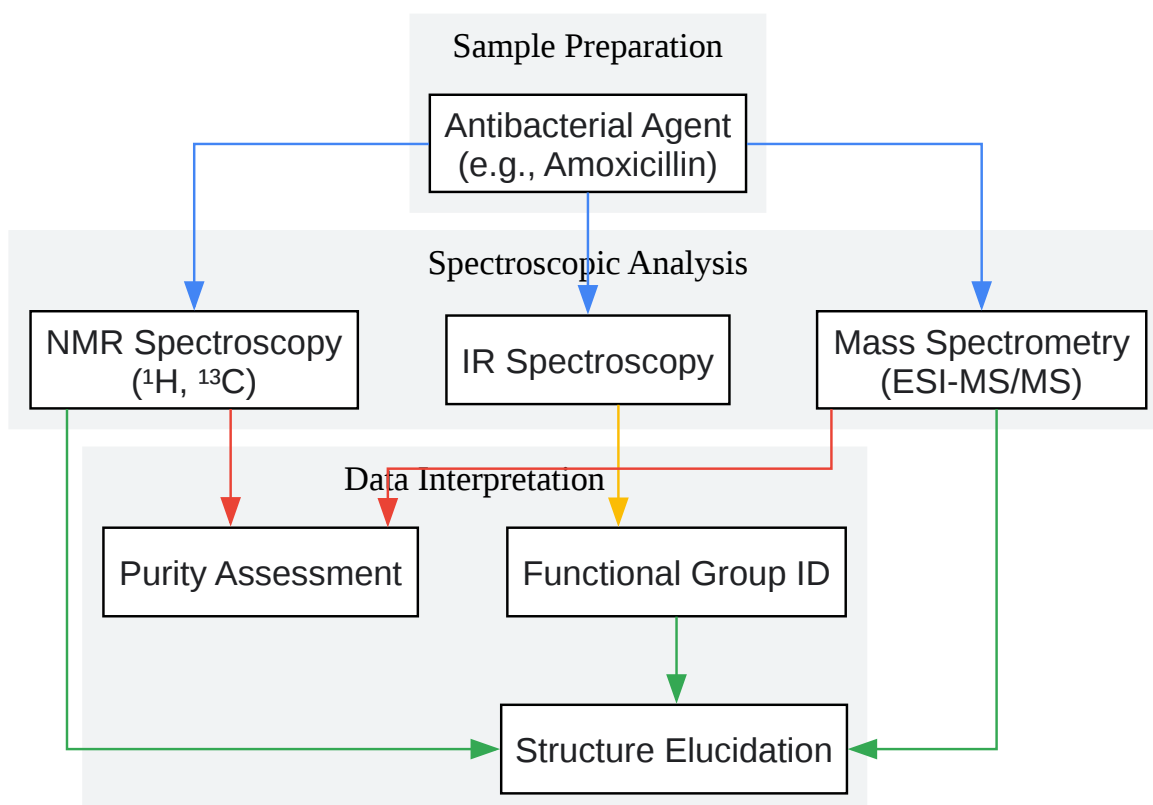 Sample Preparation
Antibacterial Agent
(e.g., Amoxicillin)
Spectroscopic Analysis
NMR Spectroscopy
(¹H, ¹³C)
IR Spectroscopy
Mass Spectrometry
(ESI-MS/MS)
Data Interpretation
Purity Assessment
Functional Group ID
Structure Elucidation